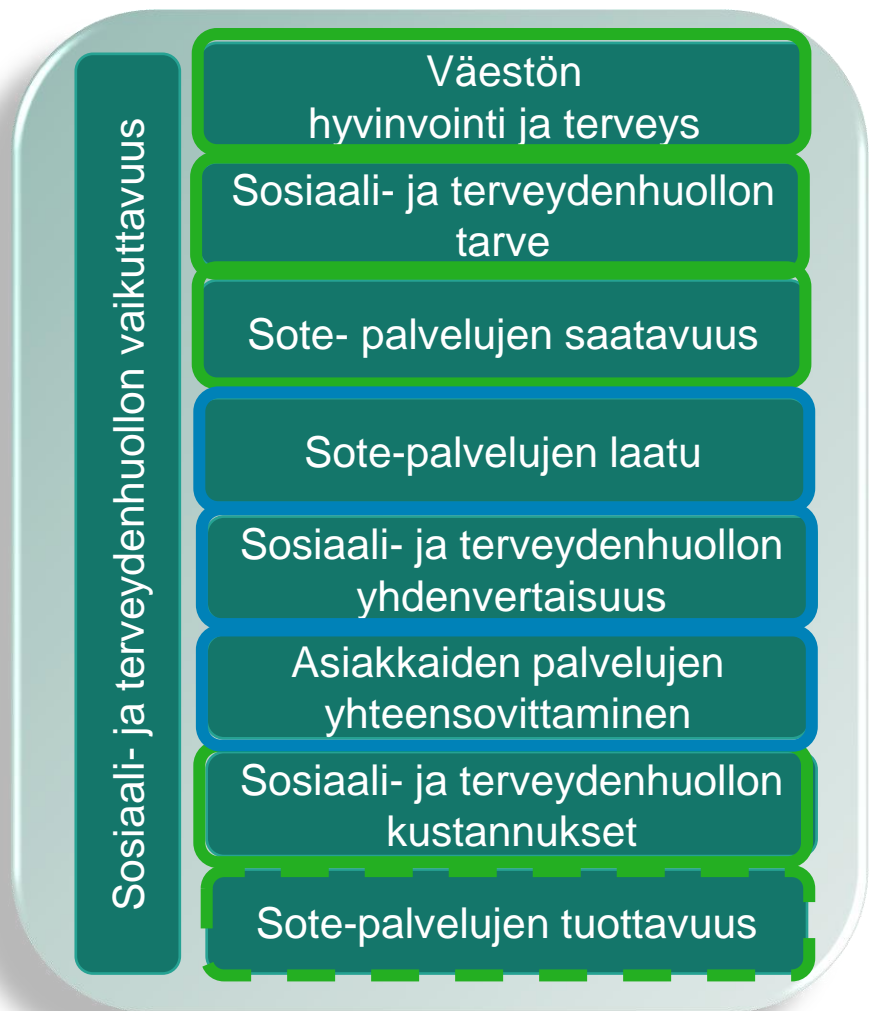 Sosiaali- ja terveydenhuollon vaikuttavuus
Väestön
hyvinvointi ja terveys
Sosiaali- ja terveydenhuollon
tarve
Sote- palvelujen saatavuus
Sote-palvelujen laatu
Sosiaali- ja terveydenhuollon
yhdenvertaisuus
Asiakkaiden palvelujen
yhteensovittaminen
Sosiaali- ja terveydenhuollon
kustannukset
Sote-palvelujen tuottavuus